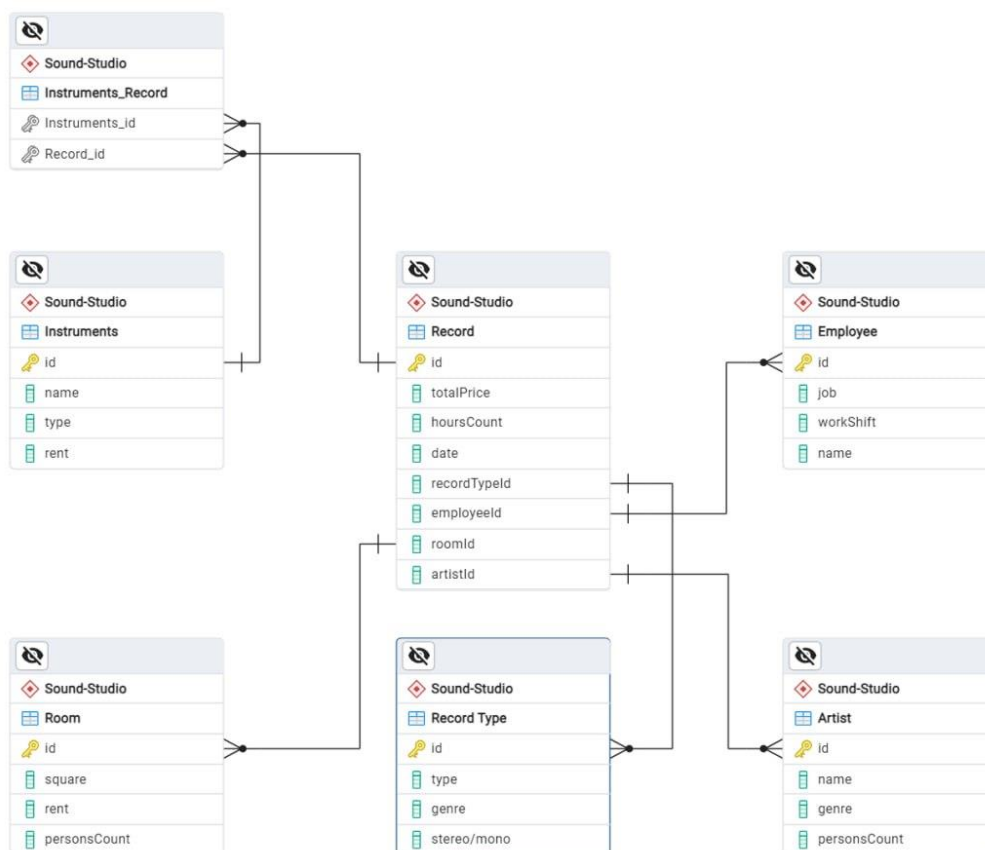 Sound-Studio
Instruments_Record
Instruments_id
Record_id
Sound-Studio
Instruments
id
name
type
rent
Sound-Studio
Record
id
totalPrice
hoursCount
date
recordTypeId
employeeId
roomId
artistId
Sound-Studio
Employee
id
job
workShift
name
Sound-Studio
Room
id
square
rent
personsCount
Sound-Studio
Record Type
id
type
genre
stereo/mono
Sound-Studio
Artist
id
name
genre
personsCount